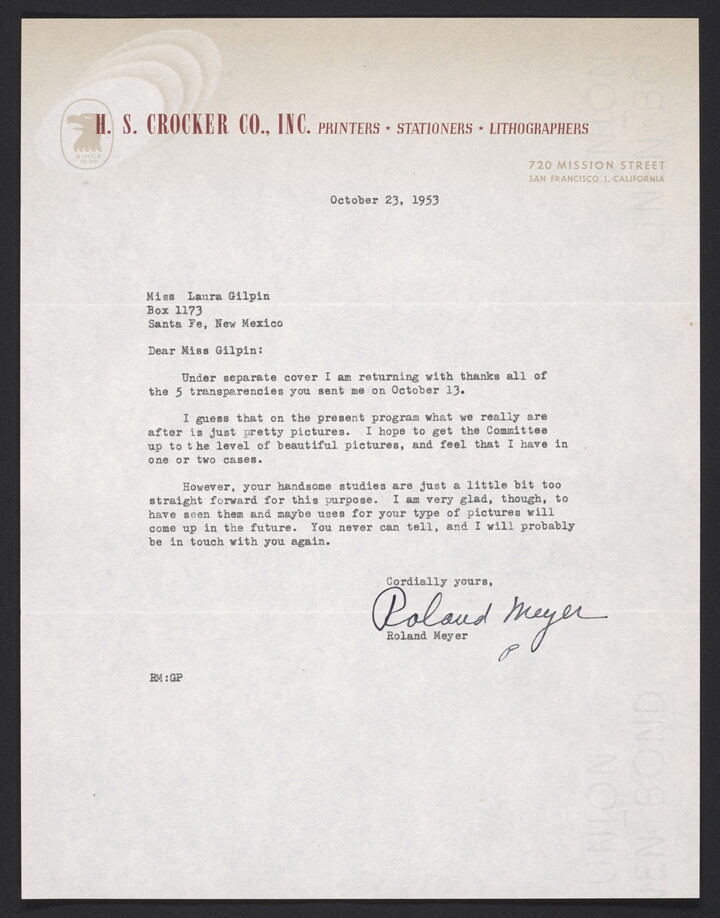 H. S. CROCKER CO., INC. PRINTERS ★ STATIONERS ★ LITHOGRAPHERS
SINCE
1856
720 MISSION STREET
SAN FRANCISCO 1, CALIFORNIA
October 23, 1953
Miss  Laura Gilpin
Box 1173
Santa Fe, New Mexico
Dear Miss Gilpin:
Under separate cover I am returning with thanks all of
the 5 transparencies you sent me on October 13.
I guess that on the present program what we really are
after is just pretty pictures.  I hope to get the Committee
up to the level of beautiful pictures, and feel that I have in
one or two cases.
However, your handsome studies are just a little bit too
straight forward for this purpose.  I am very glad, though, to
have seen them and maybe uses for your type of pictures will
come up in the future.  You never can tell, and I will probably
be in touch with you again.
Cordially yours,
Roland Meyer
Roland Meyer
P
RM:GP
UNION